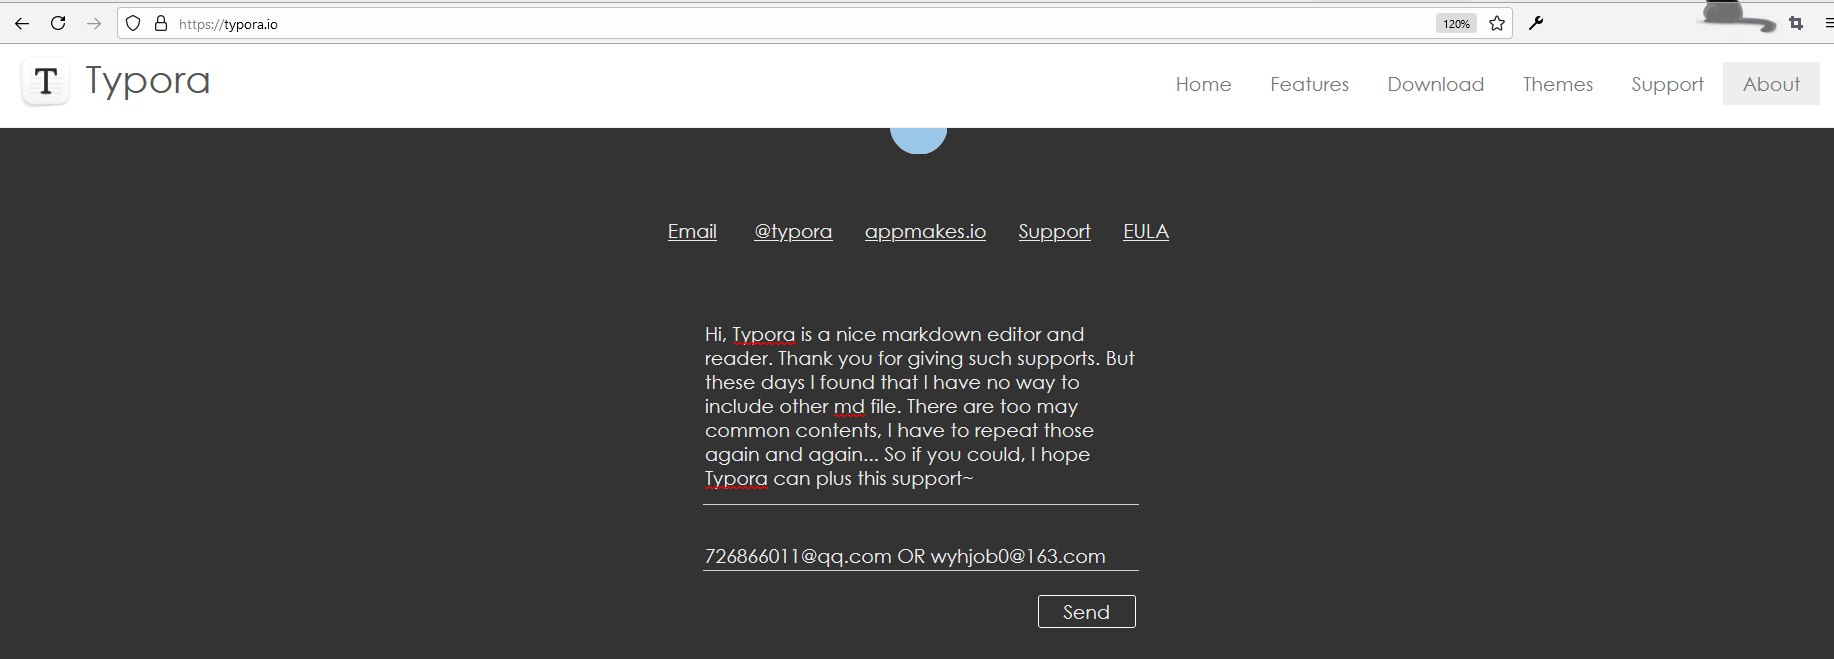 https://typora.io
120%
T Typora
Home Features Download Themes Support About
Email @typora appmakes.io Support EULA
Hi, Typora is a nice markdown editor and
reader. Thank you for giving such supports. But
these days I found that I have no way to
include other md file. There are too may
common contents, I have to repeat those
again and again... So if you could, I hope
Typora can plus this support~
726866011@qq.com OR wyhjob0@163.com
Send